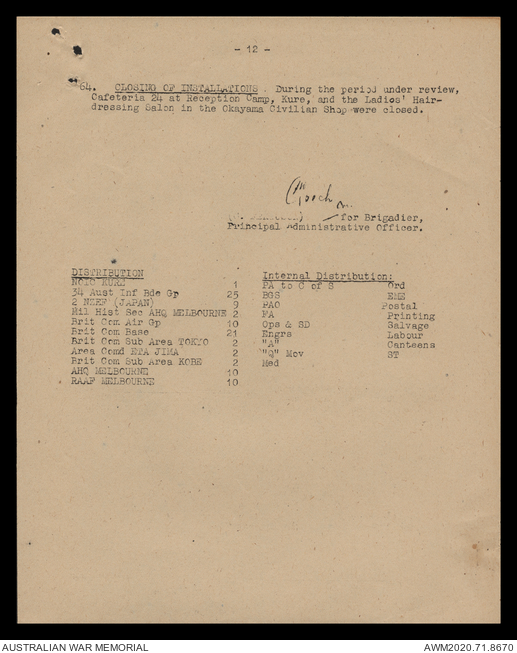 - 12 -
64. CLOSING OF INSTALLATIONS. During the period under review,
Cafeteria 24 at Reception Camp, Kure, and the Ladies' Hair-
dressing Salon in the Okayama Civilian Shop were closed.
for Brigadier,
Principal Administrative Officer.
DISTRIBUTION
NOIC KURE 1
34 Aust Inf Bde Gp 25
2 NZEF (JAPAN) 9
Mil Hist Sec AHQ MELBOURNE 2
Brit Com Air Gp 10
Brit Com Base 21
Brit Com Sub Area TOKYO 2
Area Comd ETA JIMA 2
Brit Com Sub Area KOBE 2
AHQ MELBOURNE 10
RAAF MELBOURNE 10
Internal Distribution:
PA to C of S Ord
BGS EME
PAO Postal
FA Printing
Ops & SD Salvage
Engrs Labour
"A" Canteens
"Q" Mov ST
Med
AUSTRALIAN WAR MEMORIAL
AWM2020.71.8670